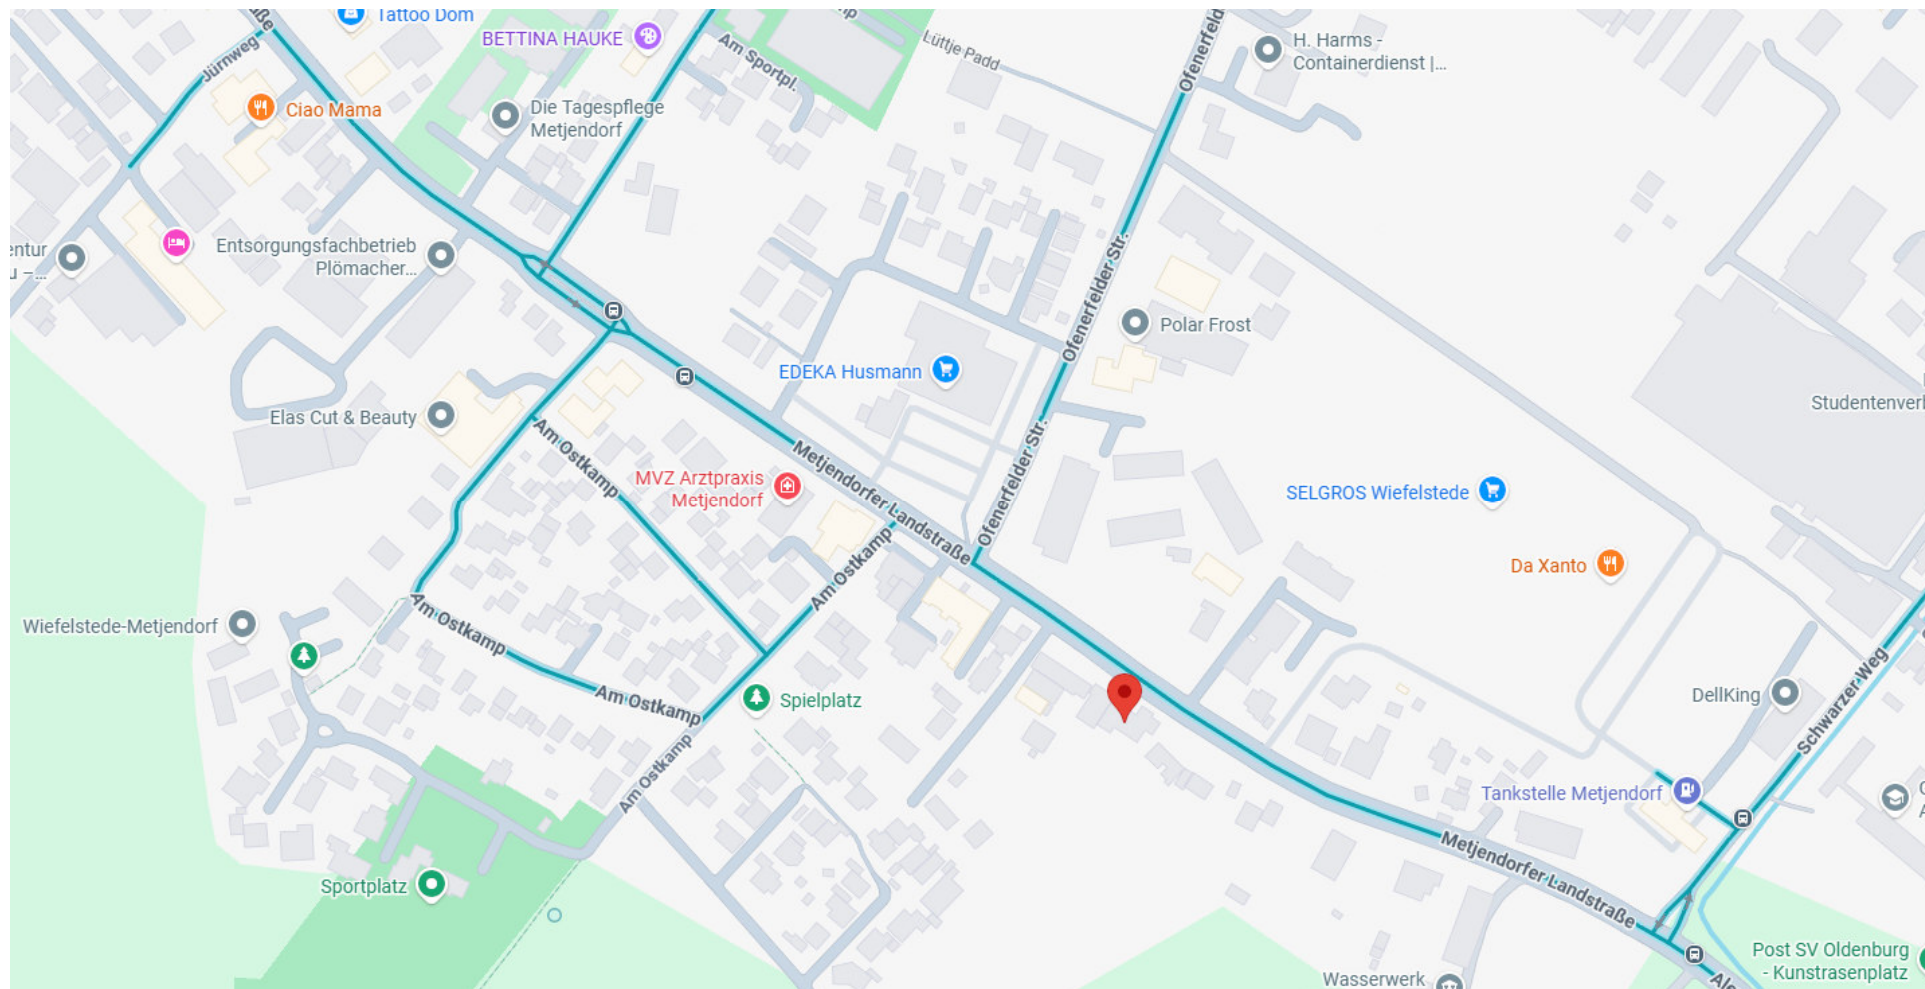 Tattoo Dom
BETTINA HAUKE
Am Sportpl.
Lüttje Padd
Ofenerfeld
H. Harms -
Containerdienst |...
Jürnweg
Ciao Mama
Die Tagespflege
Metjendorf
Entsorgungsfachbetrieb
Plömacher...
entur
Ofenerfelder Str.
Polar Frost
EDEKA Husmann
Elas Cut & Beauty
Am Ostkamp
Metjendorfer Landstraße
Ofenerfelder Str.
MVZ Arztpraxis
Metjendorf
Studentenverl
SELGROS Wiefelstede
Da Xanto
Am Ostkamp
Wiefelstede-Metjendorf
Am Ostkamp
Am Ostkamp
Spielplatz
Am Ostkamp
DellKing
Schwarzer Weg
Tankstelle Metjendorf
Metjendorfer Landstraße
Sportplatz
Post SV Oldenburg
- Kunstrasenplatz
Wasserwerk
Ale